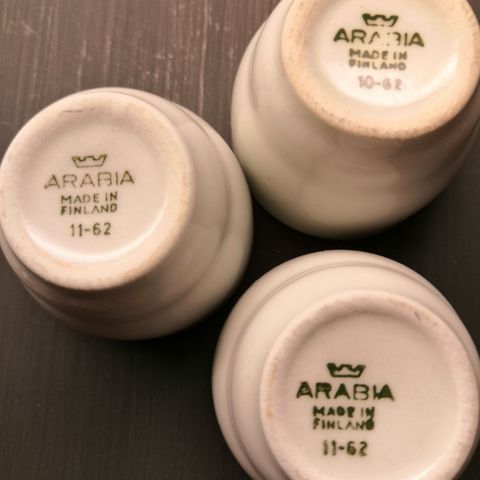 ARABIA
MADE IN
FINLAND
10-62
ARABIA
MADE IN
FINLAND
11-62
ARABIA
MADE IN
FINLAND
11-62